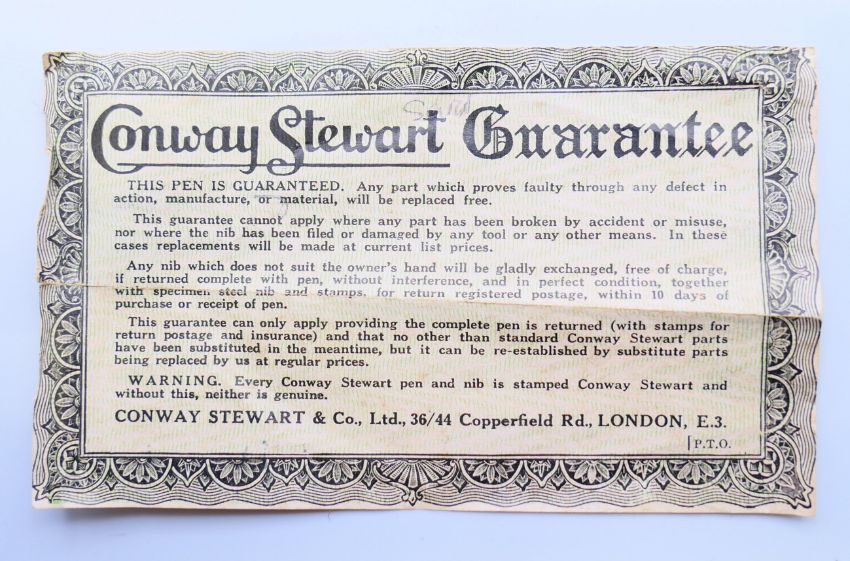 Conway Stewart Guarantee
THIS PEN IS GUARANTEED. Any part which proves faulty through any defect in
action, manufacture, or material, will be replaced free.
This guarantee cannot apply where any part has been broken by accident or misuse,
nor where the nib has been filed or damaged by any tool or any other means. In these
cases replacements will be made at current list prices.
Any nib which does not suit the owner's hand will be gladly exchanged, free of charge,
if returned complete with pen, without interference, and in perfect condition, together
with specimen steel nib and stamps, for return registered postage, within 10 days of
purchase or receipt of pen.
This guarantee can only apply providing the complete pen is returned (with stamps for
return postage and insurance) and that no other than standard Conway Stewart parts
have been substituted in the meantime, but it can be re-established by substitute parts
being replaced by us at regular prices.
WARNING. Every Conway Stewart pen and nib is stamped Conway Stewart and
without this, neither is genuine.
CONWAY STEWART & Co., Ltd., 36/44 Copperfield Rd., LONDON, E.3.
[P.T.O.